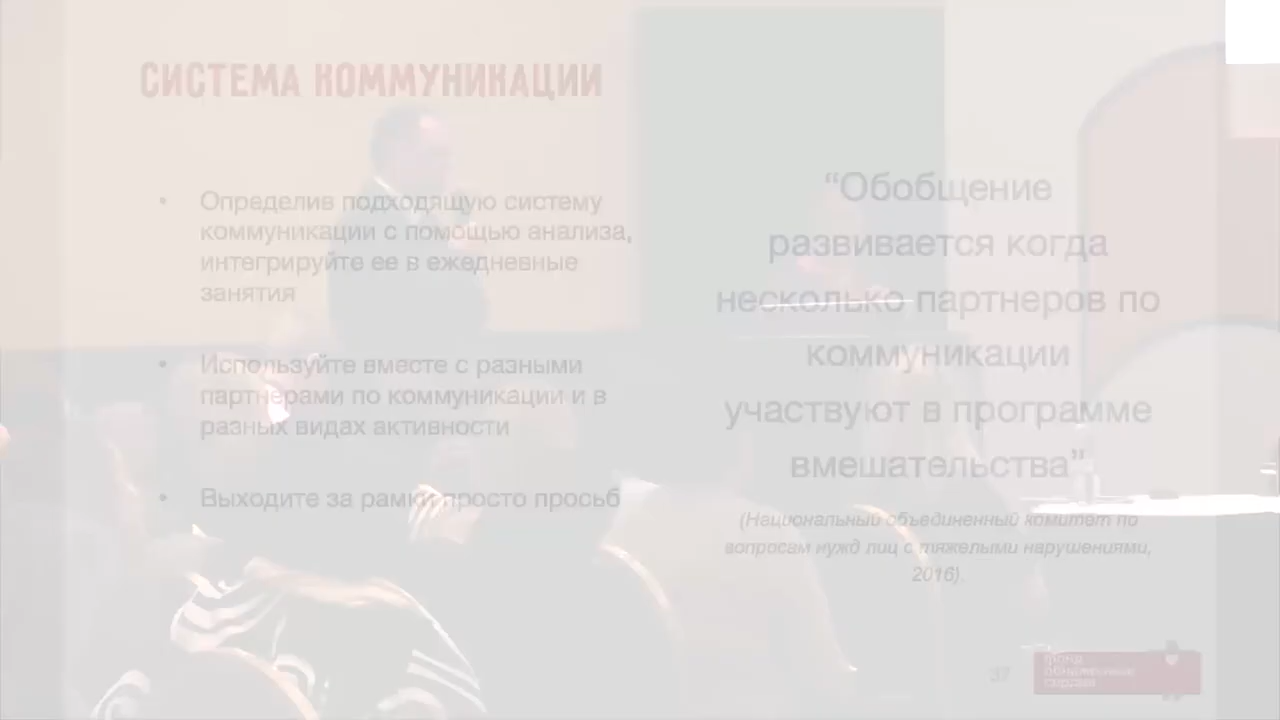 СИСТЕМА КОММУНИКАЦИИ
• Определив подходящую систему
коммуникации с помощью анализа,
интегрируйте ее в ежедневные
занятия
• Используйте вместе с разными
партнерами по коммуникации и в
разных видах активности
• Выходите за рамки просто просьб
“Обобщение
развивается когда
несколько партнеров по
коммуникации
участвуют в программе
вмешательства”
(Национальный объединенный комитет по
вопросам нужд лиц с тяжелыми нарушениями,
2016).
37